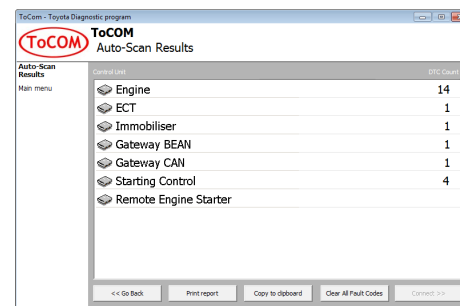 ToCom - Toyota Diagnostic program
ToCOM
ToCOM
Auto-Scan Results
Auto-Scan
Results
Main menu
Control Unit DTC Count
Engine 14
ECT 1
Immobiliser 1
Gateway BEAN 1
Gateway CAN 1
Starting Control 4
Remote Engine Starter
<< Go Back Print report Copy to clipboard Clear All Fault Codes Connect >>